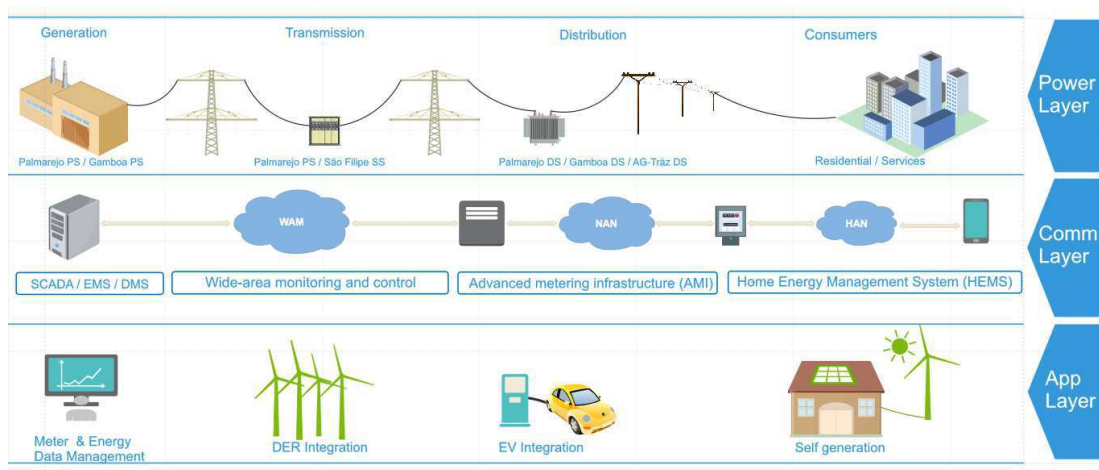 Generation
Transmission
Distribution
Consumers
Power
Layer
Palmarejo PS / Gamboa PS
Palmarejo PS / São Filipe SS
Palmarejo DS / Gamboa DS / AG-Tráz DS
Residential / Services
WAM
NAN
HAN
Comm
Layer
SCADA / EMS / DMS
Wide-area monitoring and control
Advanced metering infrastructure (AMI)
Home Energy Management System (HEMS)
App
Layer
Meter & Energy
Data Management
DER Integration
EV Integration
Self generation